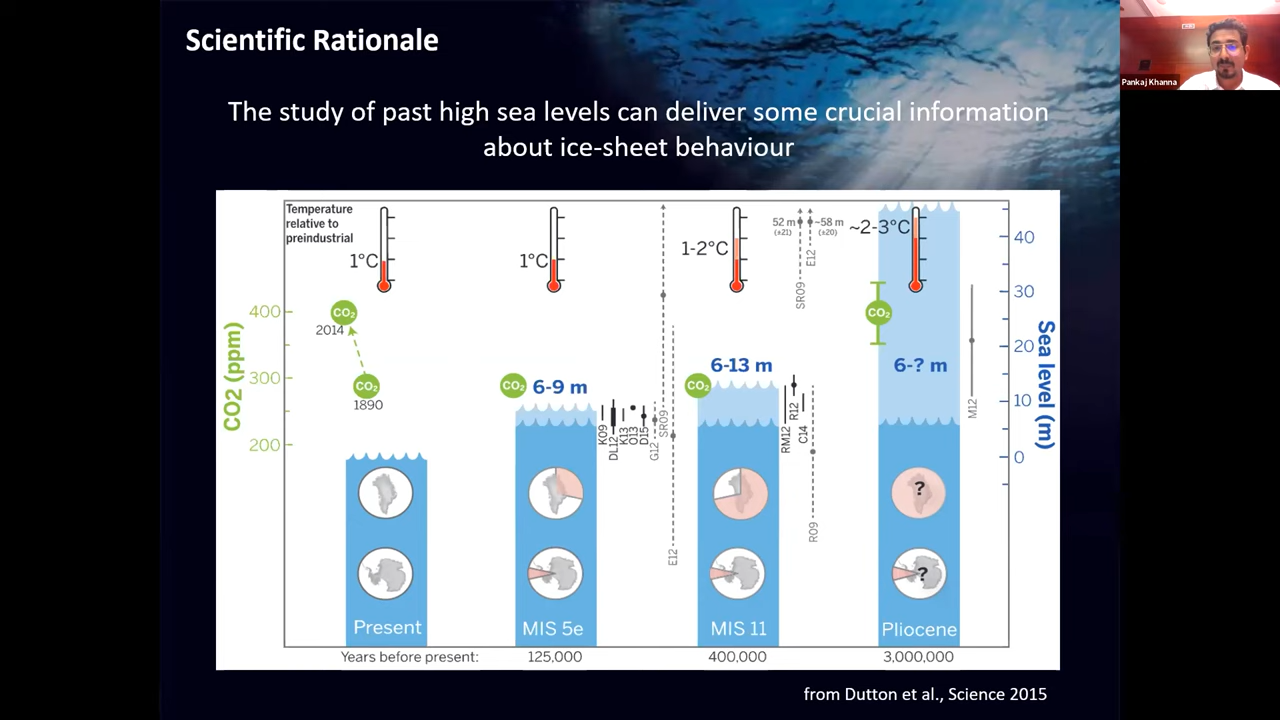 Scientific Rationale
Pankaj Khanna
The study of past high sea levels can deliver some crucial information
about ice-sheet behaviour
Temperature
relative to
preindustrial
1°C
1°C
1-2°C
~2-3°C
52 m
(±21)
~58 m
(±20)
SR09
E12
400
300
200
CO2 (ppm)
CO2
2014
CO2
1890
CO2
6-9 m
K09
DL12
K13
O13
D15
G12
SR09
E12
CO2
6-13 m
RM12
R12
C14
R09
CO2
6-? m
M12
40
30
20
10
0
Sea level (m)
?
?
Present
MIS 5e
MIS 11
Pliocene
Years before present:
125,000
400,000
3,000,000
from Dutton et al., Science 2015